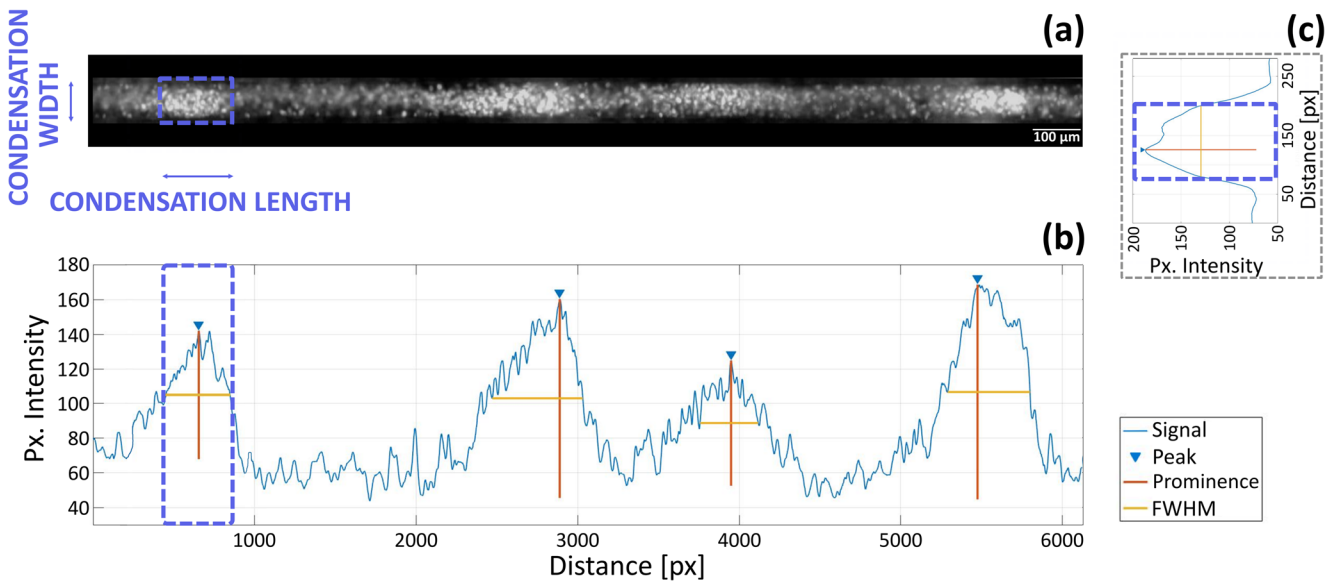 (a)
CONDENSATION
WIDTH
100 µm
CONDENSATION LENGTH
(c)
250
150
50
Distance [px]
200
150
100
50
Px. Intensity
(b)
180
160
140
120
100
80
60
40
Px. Intensity
1000
2000
3000
4000
5000
6000
Distance [px]
Signal
Peak
Prominence
FWHM